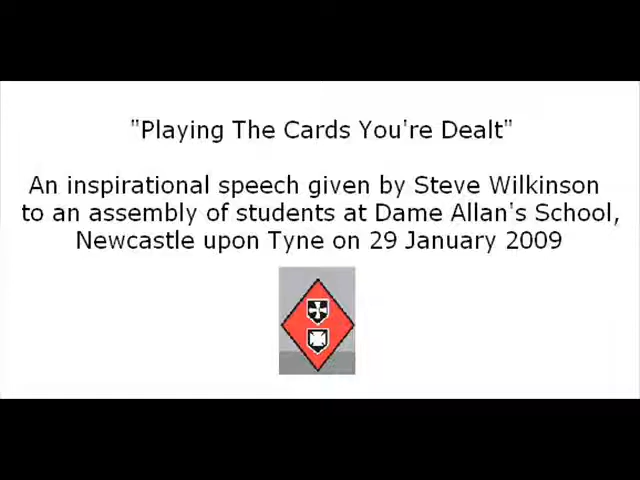 "Playing The Cards You're Dealt"
An inspirational speech given by Steve Wilkinson
to an assembly of students at Dame Allan's School,
Newcastle upon Tyne on 29 January 2009